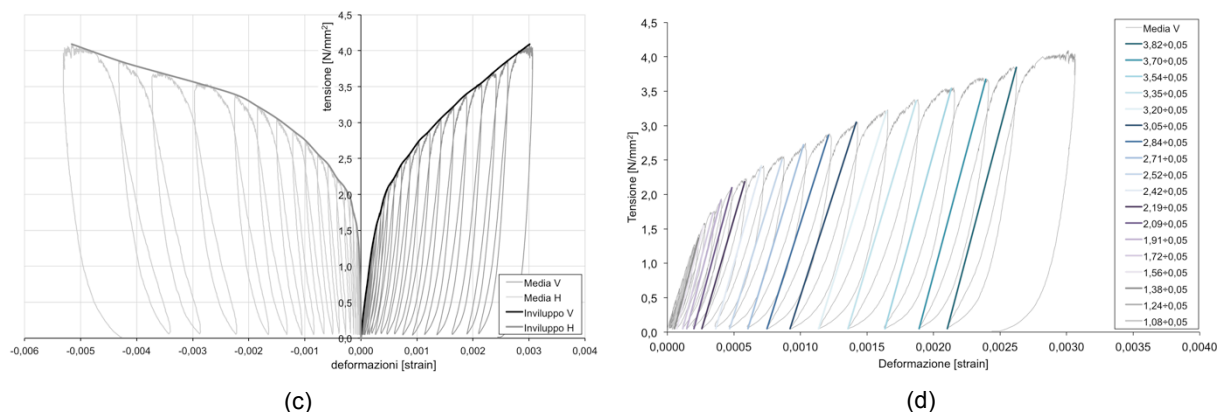 tensione [N/mm²]
4,5
4,0
3,5
3,0
2,5
2,0
1,5
1,0
0,5
0,0
-0,006 -0,005 -0,004 -0,003 -0,002 -0,001 0,000 0,001 0,002 0,003 0,004
deformazioni [strain]
Media V
Media H
Inviluppo V
Inviluppo H
(c)
Tensione [N/mm²]
4,5
4,0
3,5
3,0
2,5
2,0
1,5
1,0
0,5
0,0
0,0000 0,0005 0,0010 0,0015 0,0020 0,0025 0,0030 0,0035 0,0040
Deformazione [strain]
Media V
3,82÷0,05
3,70÷0,05
3,54÷0,05
3,35÷0,05
3,20÷0,05
3,05÷0,05
2,84÷0,05
2,71÷0,05
2,52÷0,05
2,42÷0,05
2,19÷0,05
2,09÷0,05
1,91÷0,05
1,72÷0,05
1,56÷0,05
1,38÷0,05
1,24÷0,05
1,08÷0,05
(d)